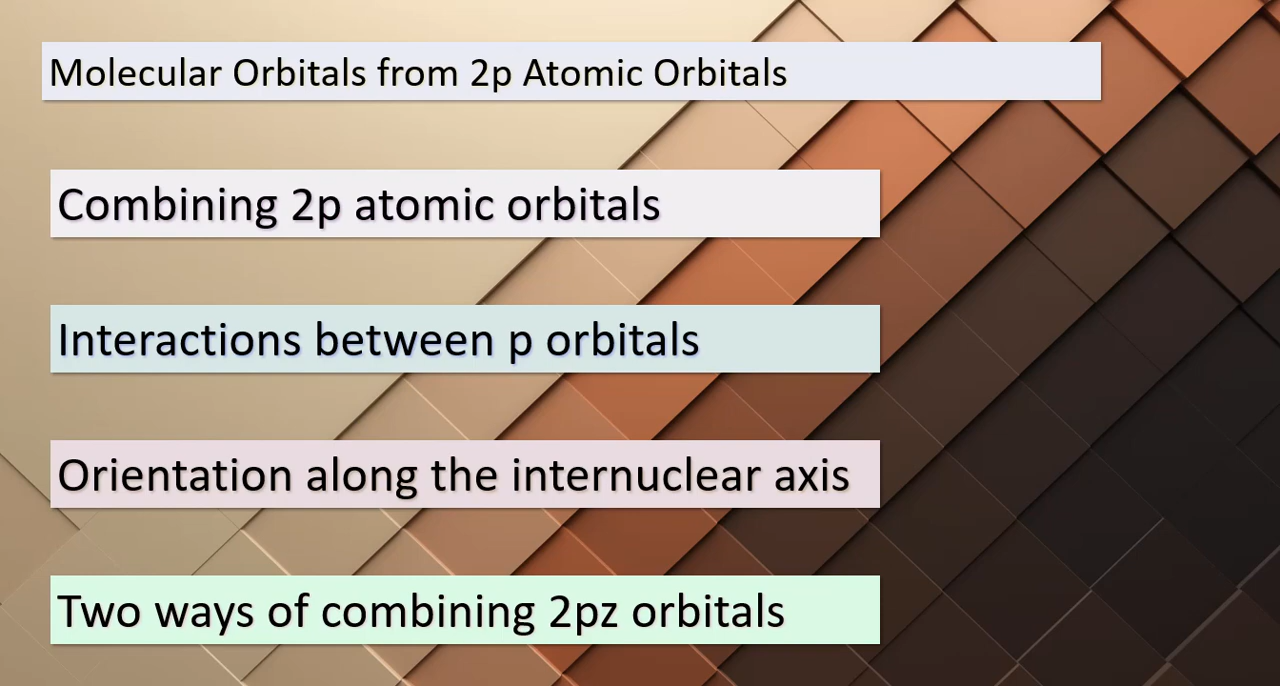 Molecular Orbitals from 2p Atomic Orbitals
Combining 2p atomic orbitals
Interactions between p orbitals
Orientation along the internuclear axis
Two ways of combining 2pz orbitals